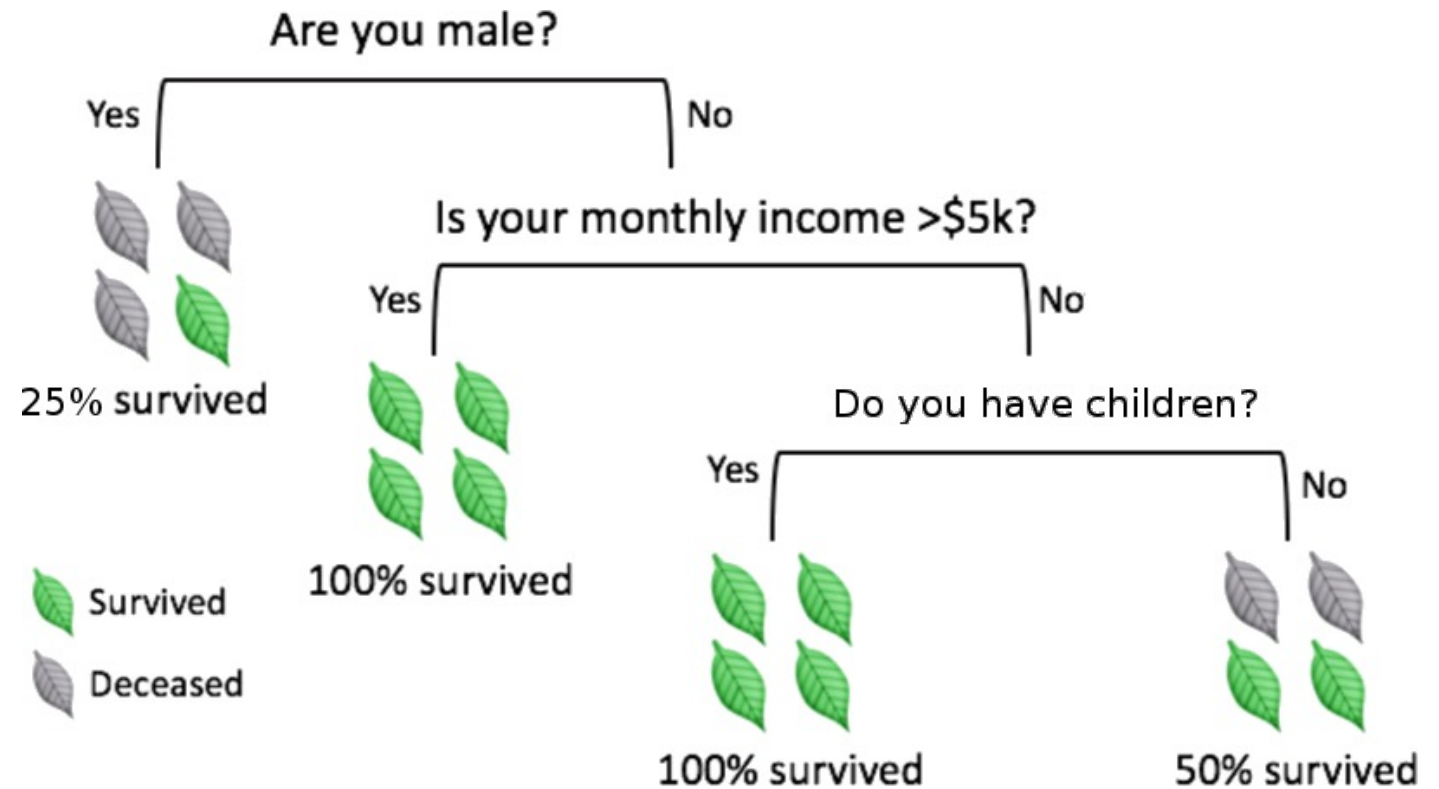 Are you male?
Yes
No
Is your monthly income >$5k?
Yes
No
25% survived
Do you have children?
Yes
No
100% survived
Survived
Deceased
100% survived
50% survived